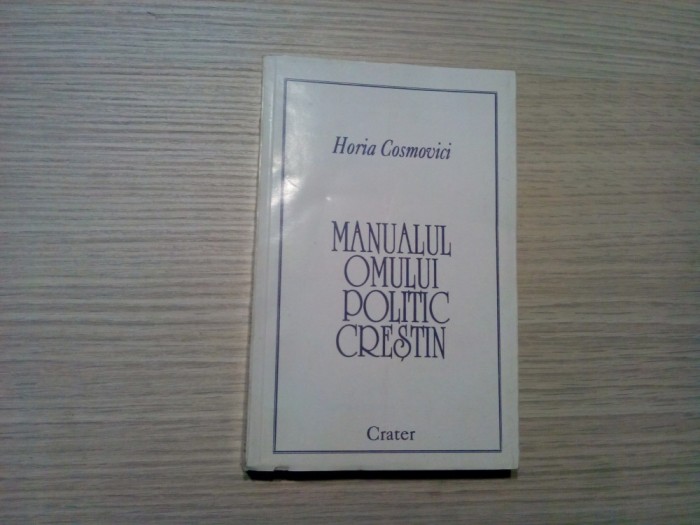 Horia Cosmovici
MANUALUL
OMULUI
POLITIC
CREȘTIN
Crater